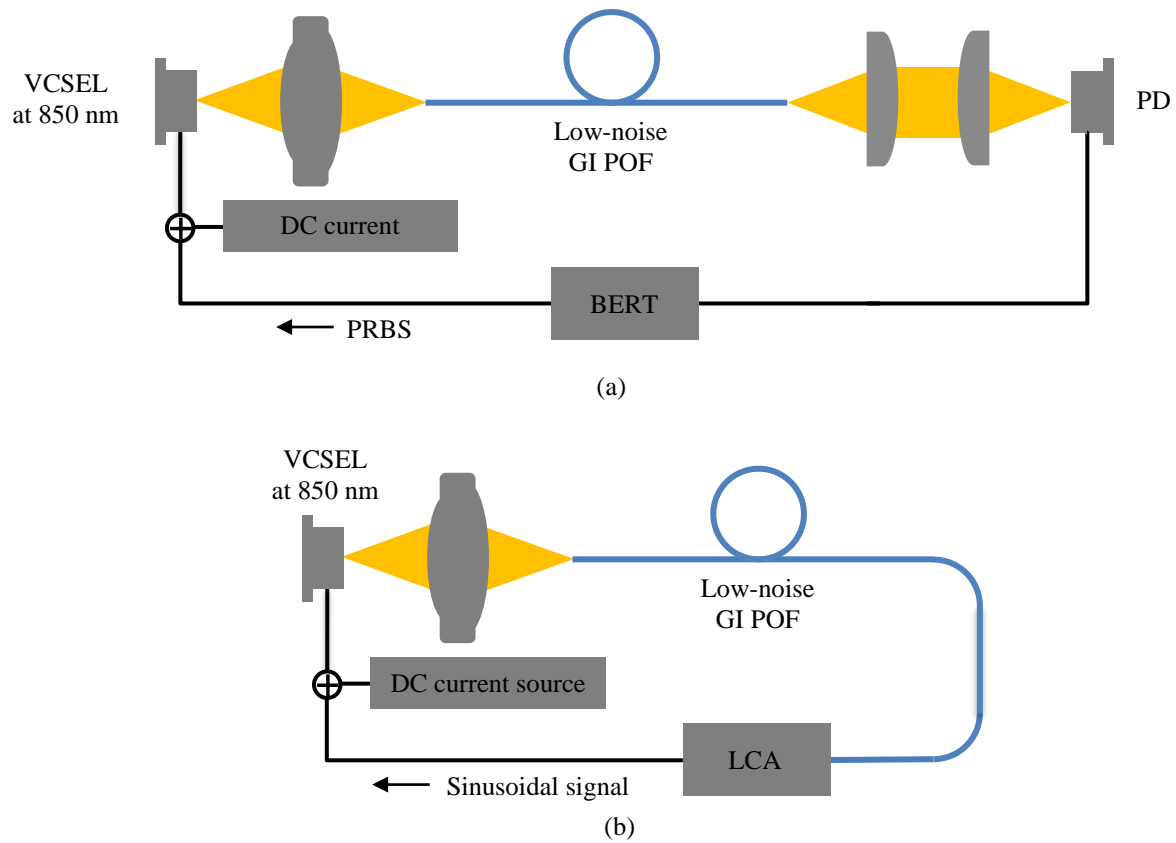 VCSEL
at 850 nm
PD
Low-noise
GI POF
DC current
BERT
PRBS
(a)
VCSEL
at 850 nm
Low-noise
GI POF
DC current source
LCA
Sinusoidal signal
(b)